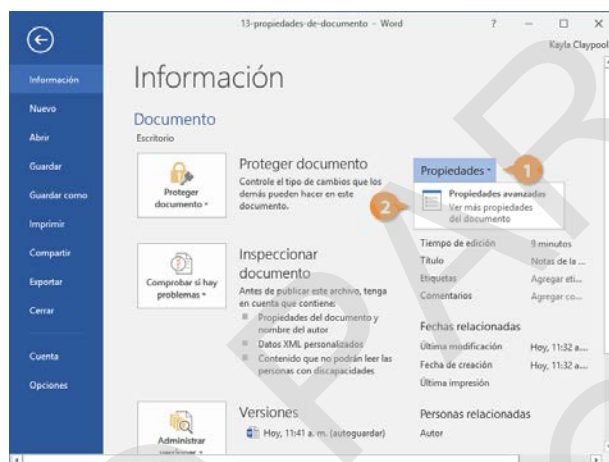 13-propiedades-de-documento - Word
?
Kayla Claypool
Información
Nuevo
Abrir
Guardar
Guardar como
Imprimir
Compartir
Exportar
Cerrar
Cuenta
Opciones
Información
Documento
Escritorio
Proteger
documento
Proteger documento
Controle el tipo de cambios que los
demás pueden hacer en este
documento.
Comprobar si hay
problemas
Inspeccionar
documento
Antes de publicar este archivo, tenga
en cuenta que contiene:
Propiedades del documento y
nombre del autor
Datos XML personalizados
Contenido que no podrán leer las
personas con discapacidades
Administrar
versiones
Versiones
Hoy, 11:41 a. m. (autoguardar)
Propiedades
1
2
Propiedades avanzadas
Ver más propiedades
del documento
Tiempo de edición 9 minutos
Título Notas de la ...
Etiquetas Agregar eti...
Comentarios Agregar co...
Fechas relacionadas
Última modificación Hoy, 11:32 a....
Fecha de creación Hoy, 11:32 a....
Última impresión
Personas relacionadas
Autor